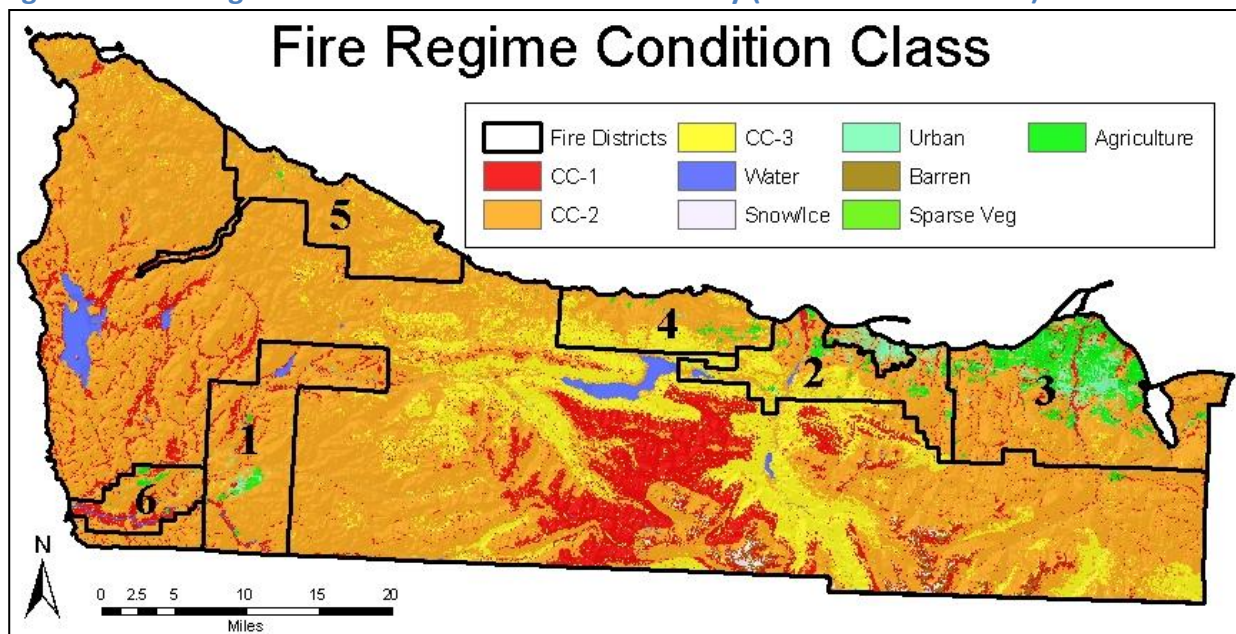 Fire Regime Condition Class
Fire Districts
CC-3
Urban
Agriculture
CC-1
Water
Barren
CC-2
Snow/Ice
Sparse Veg
5
4
2
3
1
6
N
0 2.5 5 10 15 20
Miles